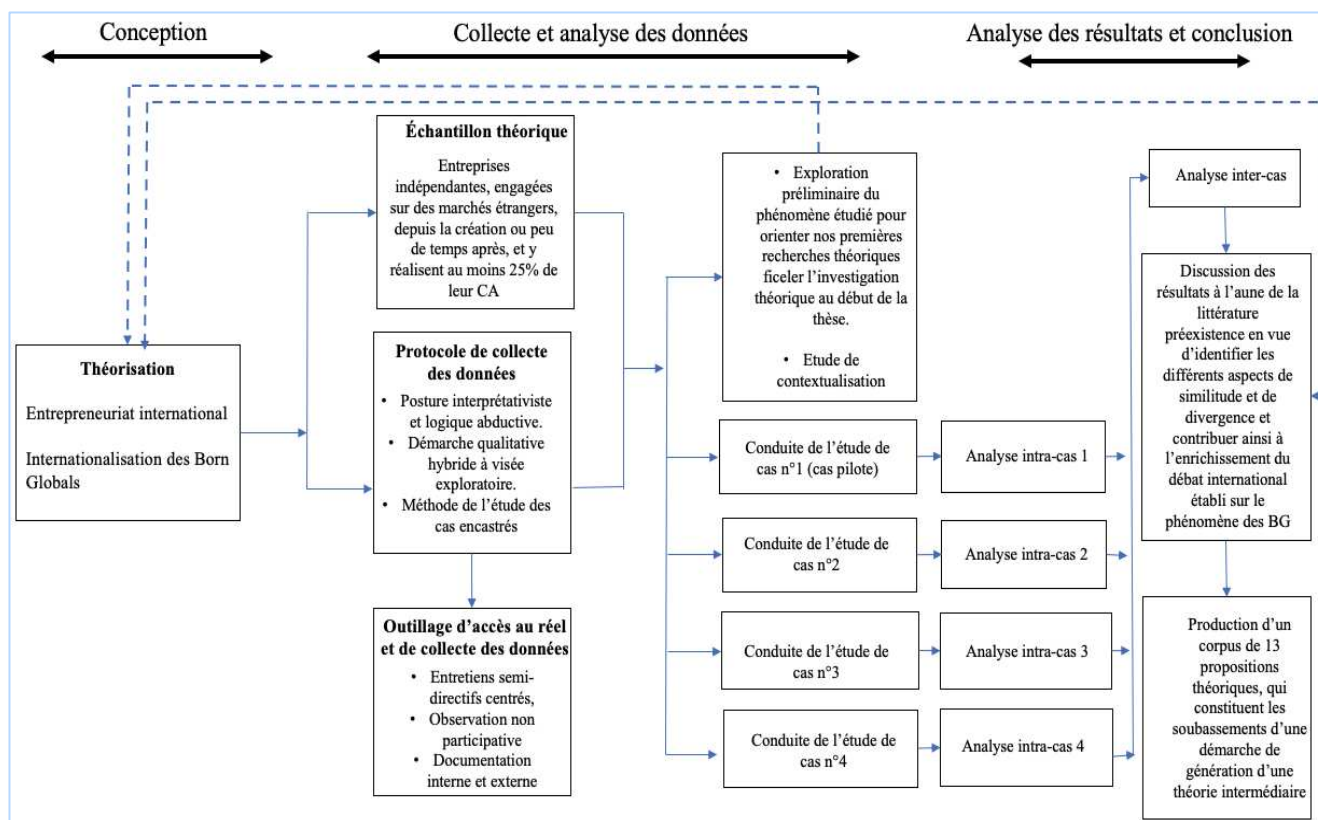 Conception
Collecte et analyse des données
Analyse des résultats et conclusion
Théorisation
Entrepreneuriat international
Internationalisation des Born
Globals
Échantillon théorique
Entreprises
indépendantes, engagées
sur des marchés étrangers,
depuis la création ou peu
de temps après, et y
réalisent au moins 25% de
leur CA
Protocole de collecte
des données
• Posture interprétativiste
et logique abductive.
• Démarche qualitative
hybride à visée
exploratoire.
• Méthode de l'étude des
cas encastrés
Outillage d'accès au réel
et de collecte des données
• Entretiens semi-
directifs centrés,
• Observation non
participative
• Documentation
interne et externe
• Exploration
préliminaire du
phénomène étudié pour
orienter nos premières
recherches théoriques
ficeler l'investigation
théorique au début de la
thèse.
• Etude de
contextualisation
Conduite de l'étude de
cas n°1 (cas pilote)
Analyse intra-cas 1
Conduite de l'étude de
cas n°2
Analyse intra-cas 2
Conduite de l'étude de
cas n°3
Analyse intra-cas 3
Conduite de l'étude de
cas n°4
Analyse intra-cas 4
Analyse inter-cas
Discussion des
résultats à l'aune de la
littérature
préexistence en vue
d'identifier les
différents aspects de
similitude et de
divergence et
contribuer ainsi à
l'enrichissement du
débat international
établi sur le
phénomène des BG
Production d'un
corpus de 13
propositions
théoriques, qui
constituent les
soubassements d'une
démarche de
génération d'une
théorie intermédiaire